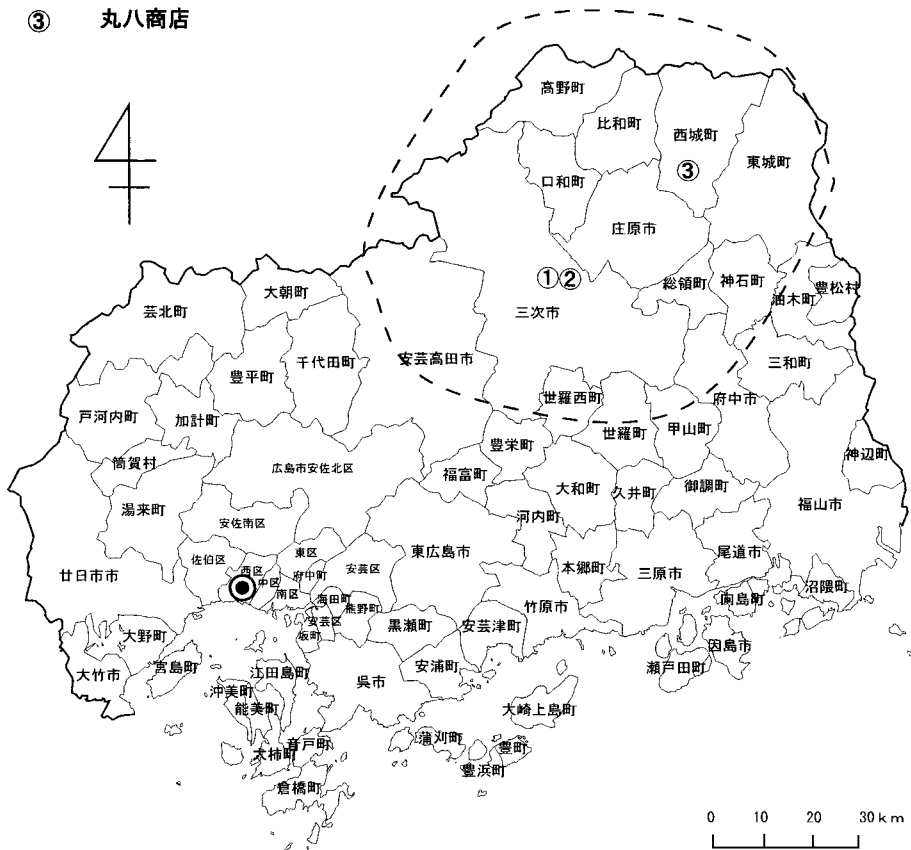 ③ 丸八商店
高野町
比和町
西城町
東城町
③
口和町
庄原市
①②
三次市
総領町
神石町
油木町
豊松村
大朝町
芸北町
千代田町
豊平町
安芸高田市
三和町
世羅西町
府中市
戸河内町
加計町
世羅町
甲山町
豊栄町
神辺町
筒賀村
広島市安佐北区
福富町
大和町
久井町
御調町
福山市
湯来町
河内町
安佐南区
東広島市
尾道市
佐伯区
西区
東区
中区
府中町
安芸区
本郷町
三原市
廿日市市
南区
海田町
熊野町
竹原市
向島町
沼隈町
安芸区
坂町
黒瀬町
安芸津町
大野町
因島市
大竹市
宮島町
江田島町
呉市
安浦町
瀬戸田町
沖美町
能美町
大崎上島町
音戸町
大柿町
蒲刈町
豊町
豊浜町
倉橋町
0 10 20 30km